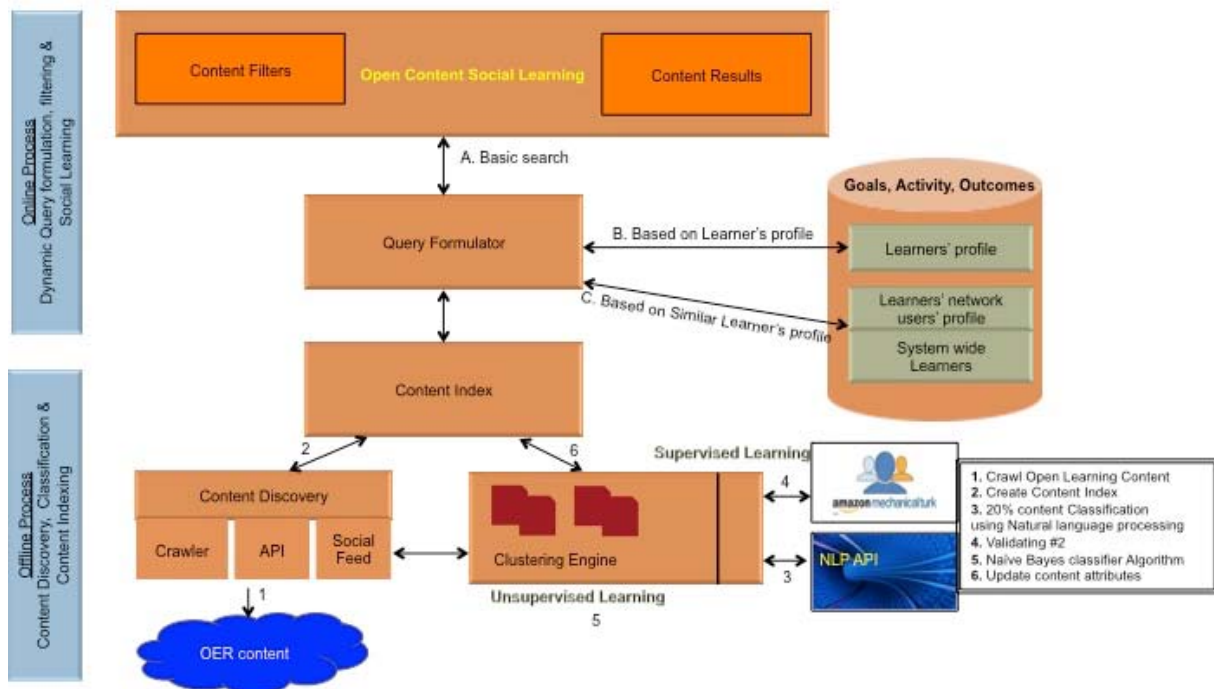 Online Process
Dynamic Query formulation, filtering &
Social Learning
Content Filters
Open Content Social Learning
Content Results
A. Basic search
Query Formulator
B. Based on Learner's profile
C. Based on Similar Learner's profile
Goals, Activity, Outcomes
Learners' profile
Learners' network
users' profile
System wide
Learners
Offline Process
Content Discovery, Classification &
Content Indexing
Content Index
2
6
Content Discovery
Crawler
API
Social
Feed
1
OER content
Supervised Learning
Clustering Engine
Unsupervised Learning
5
4
amazonmechanicalturk
3
NLP API
1. Crawl Open Learning Content
2. Create Content Index
3. 20% content Classification
using Natural language processing
4. Validating #2
5. Naïve Bayes classifier Algorithm
6. Update content attributes